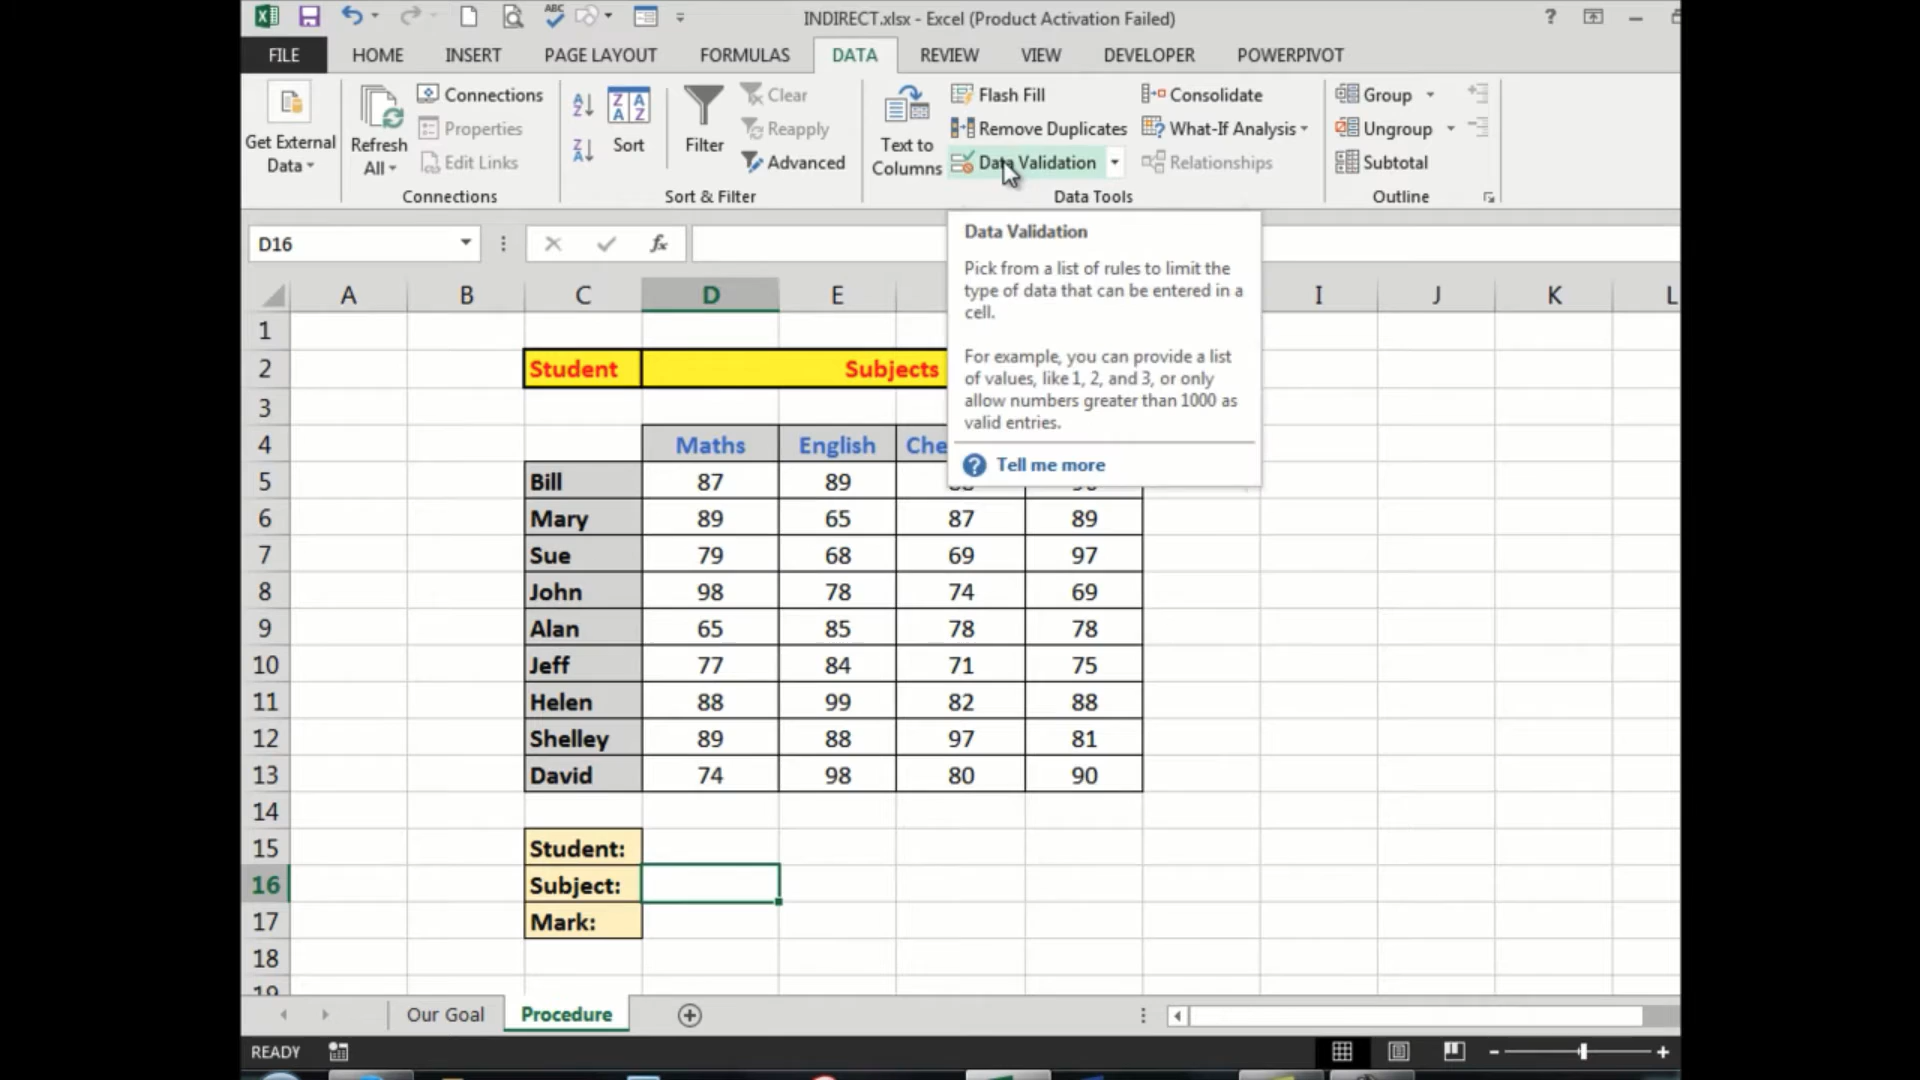 INDIRECT.xlsx - Excel (Product Activation Failed)
FILE HOME INSERT PAGE LAYOUT FORMULAS DATA REVIEW VIEW DEVELOPER POWERPIVOT
Get External Data
Refresh All
Connections
Properties
Edit Links
Connections
Sort
Filter
Clear
Reapply
Advanced
Sort & Filter
Text to Columns
Flash Fill
Remove Duplicates
Data Validation
Consolidate
What-If Analysis
Relationships
Data Tools
Group
Ungroup
Subtotal
Outline
D16
fx
Data Validation
Pick from a list of rules to limit the
type of data that can be entered in a
cell.
For example, you can provide a list
of values, like 1, 2, and 3, or only
allow numbers greater than 1000 as
valid entries.
Tell me more
A B C D E I J K L
1
2 Student Subjects
3
4 Maths English Che
5 Bill 87 89
6 Mary 89 65 87 89
7 Sue 79 68 69 97
8 John 98 78 74 69
9 Alan 65 85 78 78
10 Jeff 77 84 71 75
11 Helen 88 99 82 88
12 Shelley 89 88 97 81
13 David 74 98 80 90
14
15 Student:
16 Subject:
17 Mark:
18
19
Our Goal Procedure
READY